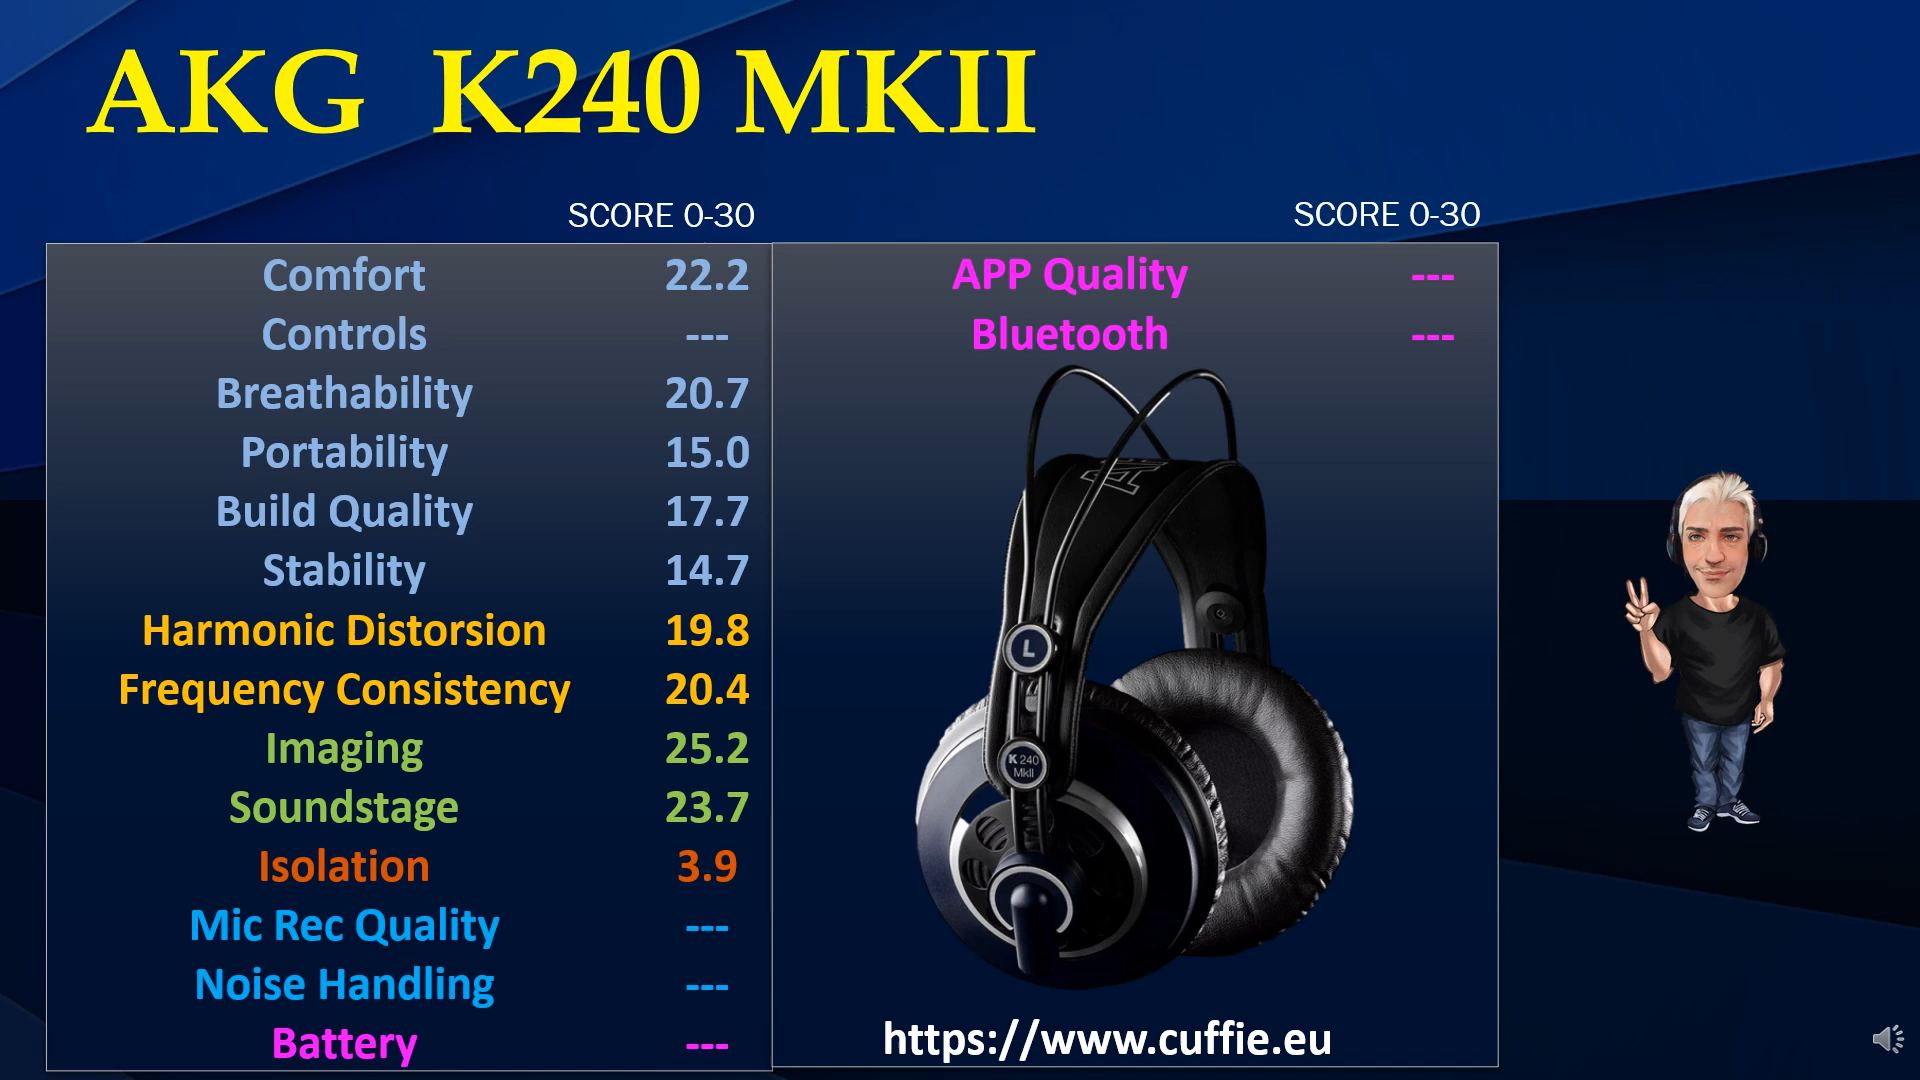 AKG K240 MKII
SCORE 0-30
Comfort 22.2
Controls ---
Breathability 20.7
Portability 15.0
Build Quality 17.7
Stability 14.7
Harmonic Distorsion 19.8
Frequency Consistency 20.4
Imaging 25.2
Soundstage 23.7
Isolation 3.9
Mic Rec Quality ---
Noise Handling ---
Battery ---
SCORE 0-30
APP Quality ---
Bluetooth ---
L
K 240
MkII
https://www.cuffie.eu